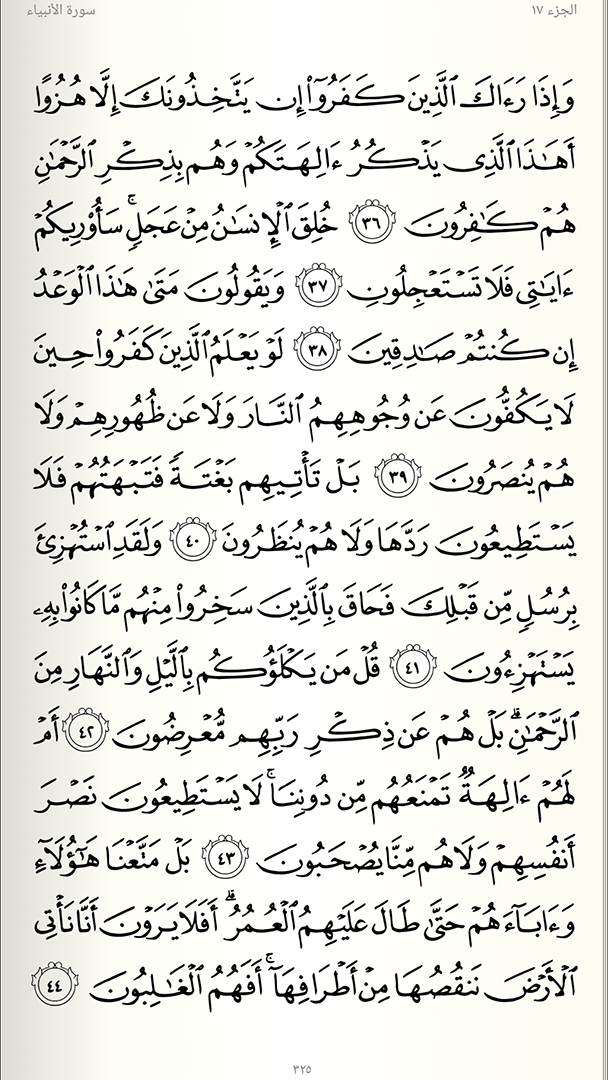 الجزء ١٧
سورة الأنبياء
وَإِذَا رَءَاكَ ٱلَّذِينَ كَفَرُوٓا۟ إِن يَتَّخِذُونَكَ إِلَّا هُزُوًا
أَهَـٰذَا ٱلَّذِى يَذْكُرُ ءَالِهَتَكُمْ وَهُم بِذِكْرِ ٱلرَّحْمَـٰنِ
هُمْ كَـٰفِرُونَ ٣٦ خُلِقَ ٱلْإِنسَـٰنُ مِنْ عَجَلٍۢ ۚ سَأُو۟رِيكُمْ
ءَايَـٰتِى فَلَا تَسْتَعْجِلُونِ ٣٧ وَيَقُولُونَ مَتَىٰ هَـٰذَا ٱلْوَعْدُ
إِن كُنتُمْ صَـٰدِقِينَ ٣٨ لَوْ يَعْلَمُ ٱلَّذِينَ كَفَرُوا۟ حِينَ
لَا يَكُفُّونَ عَن وُجُوهِهِمُ ٱلنَّارَ وَلَا عَن ظُهُورِهِمْ وَلَا
هُمْ يُنصَرُونَ ٣٩ بَلْ تَأْتِيهِم بَغْتَةًۭ فَتَبْهَتُهُمْ فَلَا
يَسْتَطِيعُونَ رَدَّهَا وَلَا هُمْ يُنظَرُونَ ٤٠ وَلَقَدِ ٱسْتُهْزِئَ
بِرُسُلٍۢ مِّن قَبْلِكَ فَحَاقَ بِٱلَّذِينَ سَخِرُوا۟ مِنْهُم مَّا كَانُوا۟ بِهِۦ
يَسْتَهْزِءُونَ ٤١ قُلْ مَن يَكْلَؤُكُم بِٱلَّيْلِ وَٱلنَّهَارِ مِنَ
ٱلرَّحْمَـٰنِ ۗ بَلْ هُمْ عَن ذِكْرِ رَبِّهِم مُّعْرِضُونَ ٤٢ أَمْ
لَهُمْ ءَالِهَةٌۭ تَمْنَعُهُم مِّن دُونِنَا ۚ لَا يَسْتَطِيعُونَ نَصْرَ
أَنفُسِهِمْ وَلَا هُم مِّنَّا يُصْحَبُونَ ٤٣ بَلْ مَتَّعْنَا هَـٰٓؤُلَآءِ
وَءَابَآءَهُمْ حَتَّىٰ طَالَ عَلَيْهِمُ ٱلْعُمُرُ ۗ أَفَلَا يَرَوْنَ أَنَّا نَأْتِى
ٱلْأَرْضَ نَنقُصُهَا مِنْ أَطْرَافِهَآ ۚ أَفَهُمُ ٱلْغَـٰلِبُونَ ٤٤
٣٢٥